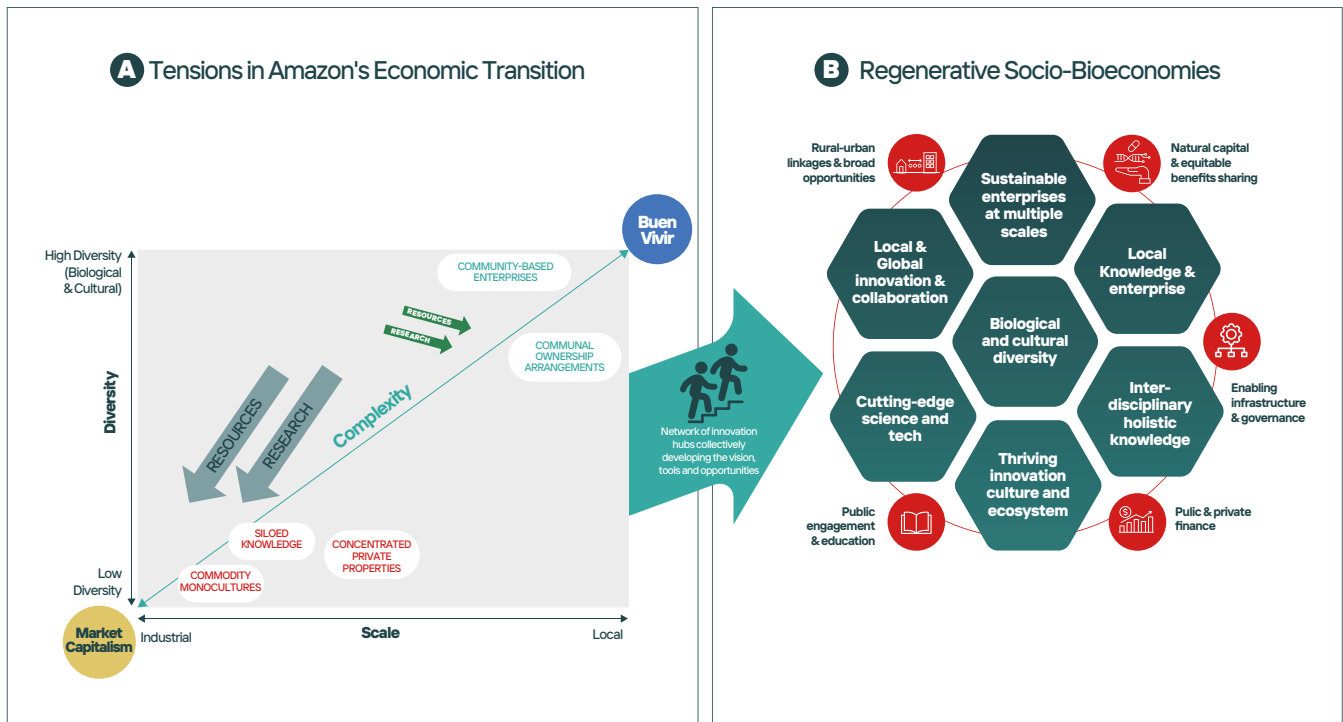 A Tensions in Amazon's Economic Transition
High Diversity
(Biological
& Cultural)
Diversity
Low
Diversity
Market
Capitalism
Industrial
Scale
Local
Buen
Vivir
COMMUNITY-BASED
ENTERPRISES
RESOURCES
RESEARCH
COMMUNAL
OWNERSHIP
ARRANGEMENTS
RESOURCES
RESEARCH
Complexity
SILOED
KNOWLEDGE
CONCENTRATED
PRIVATE
PROPERTIES
COMMODITY
MONOCULTURES
Network of innovation
hubs collectively
developing the vision,
tools and opportunities
B Regenerative Socio-Bioeconomies
Rural-urban
linkages & broad
opportunities
Natural capital
& equitable
benefits sharing
Sustainable
enterprises
at multiple
scales
Local &
Global
innovation &
collaboration
Local
Knowledge &
enterprise
Biological
and cultural
diversity
Cutting-edge
science and
tech
Inter-
disciplinary
holistic
knowledge
Thriving
innovation
culture and
ecosystem
Enabling
infrastructure
& governance
Public
engagement
& education
$
Pulic & private
finance